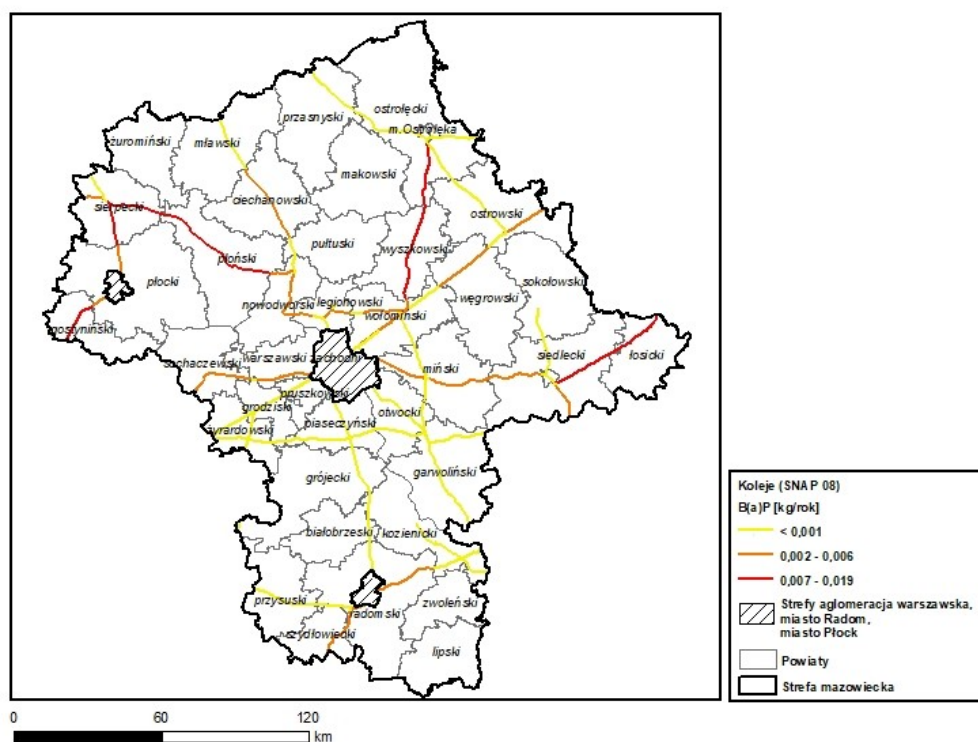 ostrołęcki
przasnyski
m.Ostrołęka
żuromiński
mławski
makowski
ciechanowski
sierpecki
ostrowski
pułtuski
wyszkowski
płoński
sokołowski
płocki
węgrowski
nowodworski
legionowski
wołomiński
gostyniński
siedlecki
łosicki
sochaczewski
warszawski zachodni
miński
pruszkowski
grodziski
otwocki
piaseczyński
żyrardowski
grójecki
garwoliński
białobrzeski
kozienicki
przysuski
zwoleński
radomski
szydłowiecki
lipski
Koleje (SNAP 08)
B(a)P [kg/rok]
< 0,001
0,002 - 0,006
0,007 - 0,019
Strefy aglomeracja warszawska,
miasto Radom,
miasto Płock
Powiaty
Strefa mazowiecka
0 60 120
km